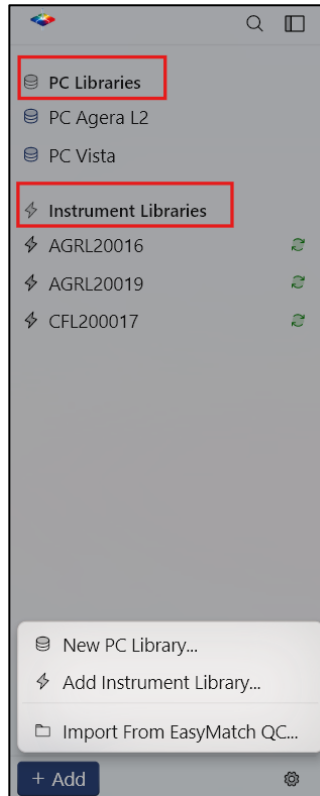 PC Libraries
PC Agera L2
PC Vista
Instrument Libraries
AGRL20016
AGRL20019
CFL200017
New PC Library...
Add Instrument Library...
Import From EasyMatch QC...
+ Add